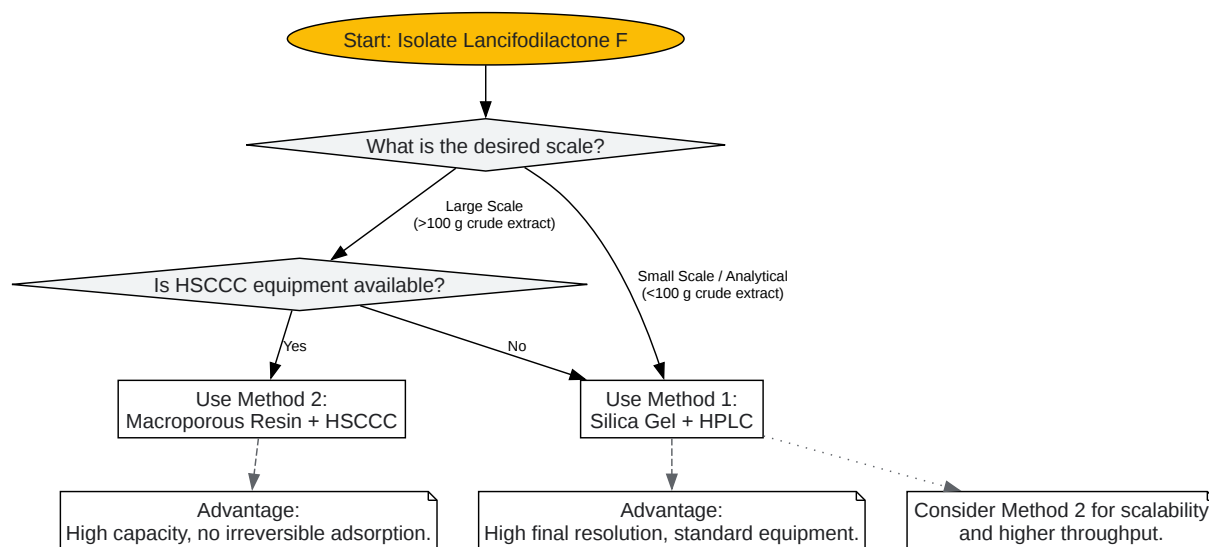 Start: Isolate Lancifodilactone F
What is the desired scale?
Large Scale
(>100 g crude extract)
Small Scale / Analytical
(<100 g crude extract)
Is HSCCC equipment available?
Yes
No
Use Method 2:
Macroporous Resin + HSCCC
Use Method 1:
Silica Gel + HPLC
Advantage:
High capacity, no irreversible adsorption.
Advantage:
High final resolution, standard equipment.
Consider Method 2 for scalability
and higher throughput.